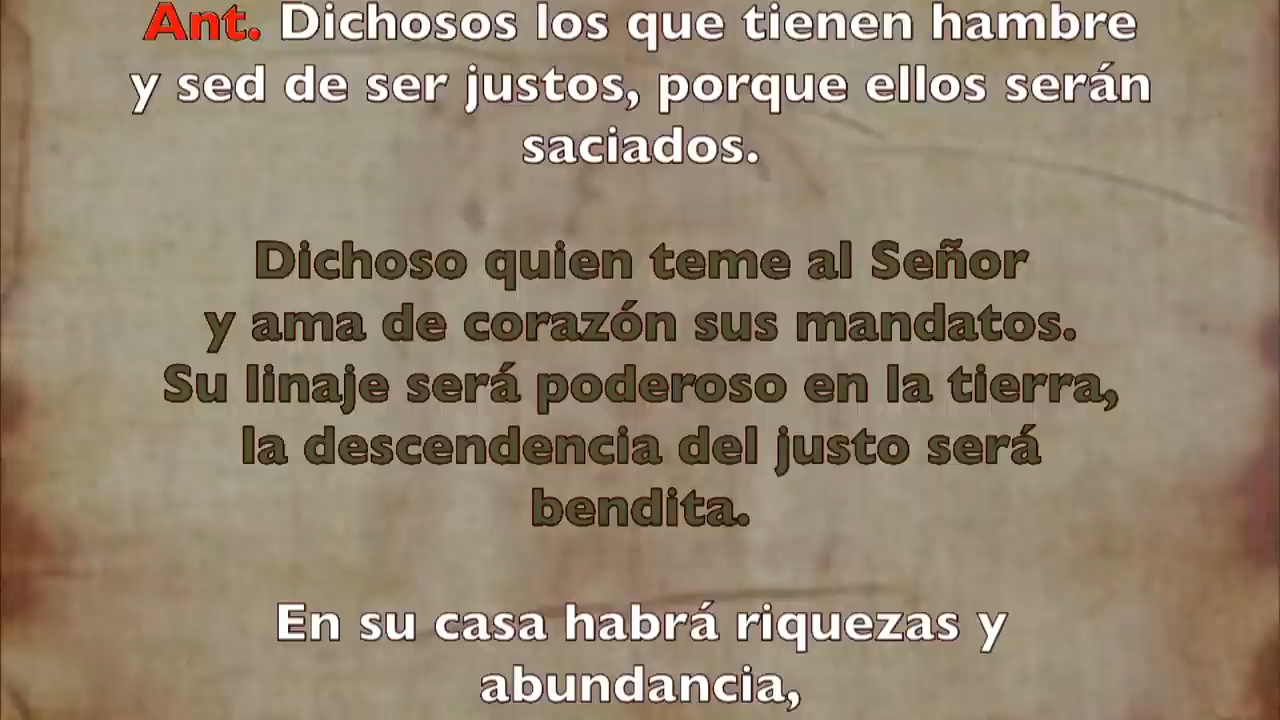 Ant. Dichosos los que tienen hambre
y sed de ser justos, porque ellos serán
saciados.
Dichoso quien teme al Señor
y ama de corazón sus mandatos.
Su linaje será poderoso en la tierra,
la descendencia del justo será
bendita.
En su casa habrá riquezas y
abundancia,